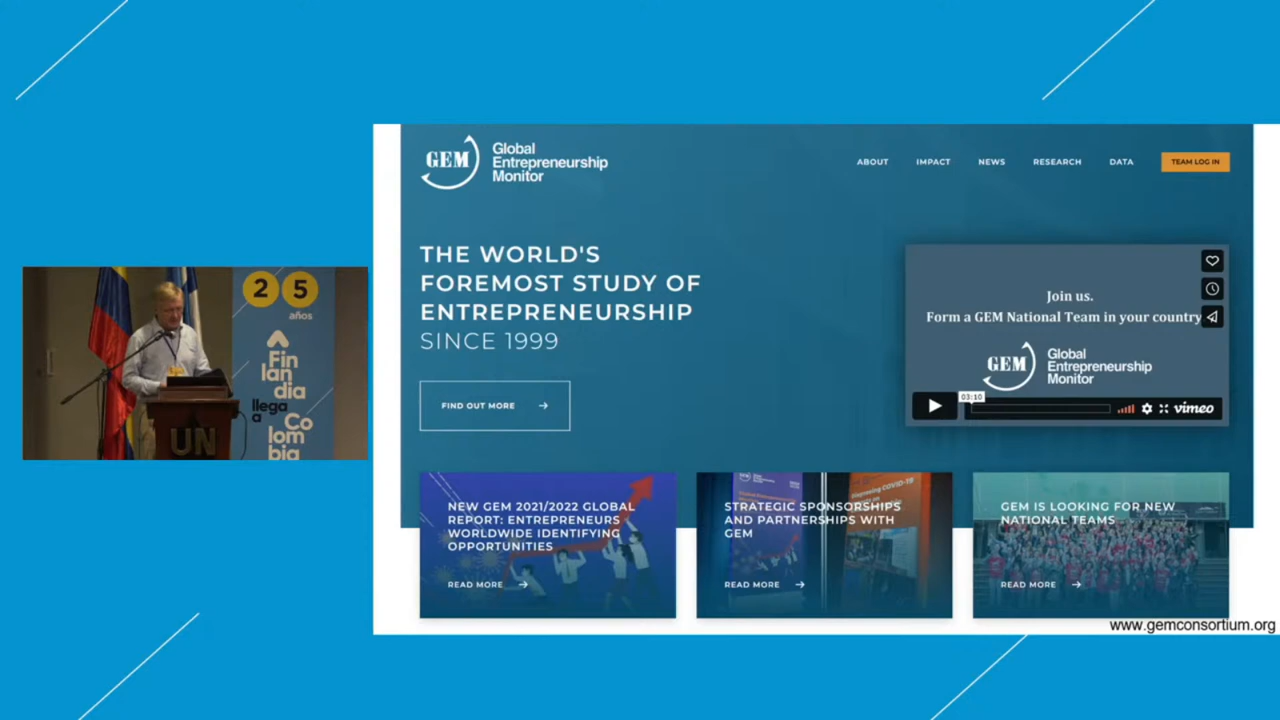 2 5
años
Fin
lan
dia
llega
a
Co
lom
bia
UN
GEM
Global
Entrepreneurship
Monitor
ABOUT
IMPACT
NEWS
RESEARCH
DATA
TEAM LOG IN
THE WORLD'S
FOREMOST STUDY OF
ENTREPRENEURSHIP
SINCE 1999
FIND OUT MORE
Join us.
Form a GEM National Team in your country
GEM
Global
Entrepreneurship
Monitor
03:10
vimeo
NEW GEM 2021/2022 GLOBAL
REPORT: ENTREPRENEURS
WORLDWIDE IDENTIFYING
OPPORTUNITIES
READ MORE
STRATEGIC SPONSORSHIPS
AND PARTNERSHIPS WITH
GEM
READ MORE
Diagnosing COVID-19
GEM IS LOOKING FOR NEW
NATIONAL TEAMS
READ MORE
www.gemconsortium.org